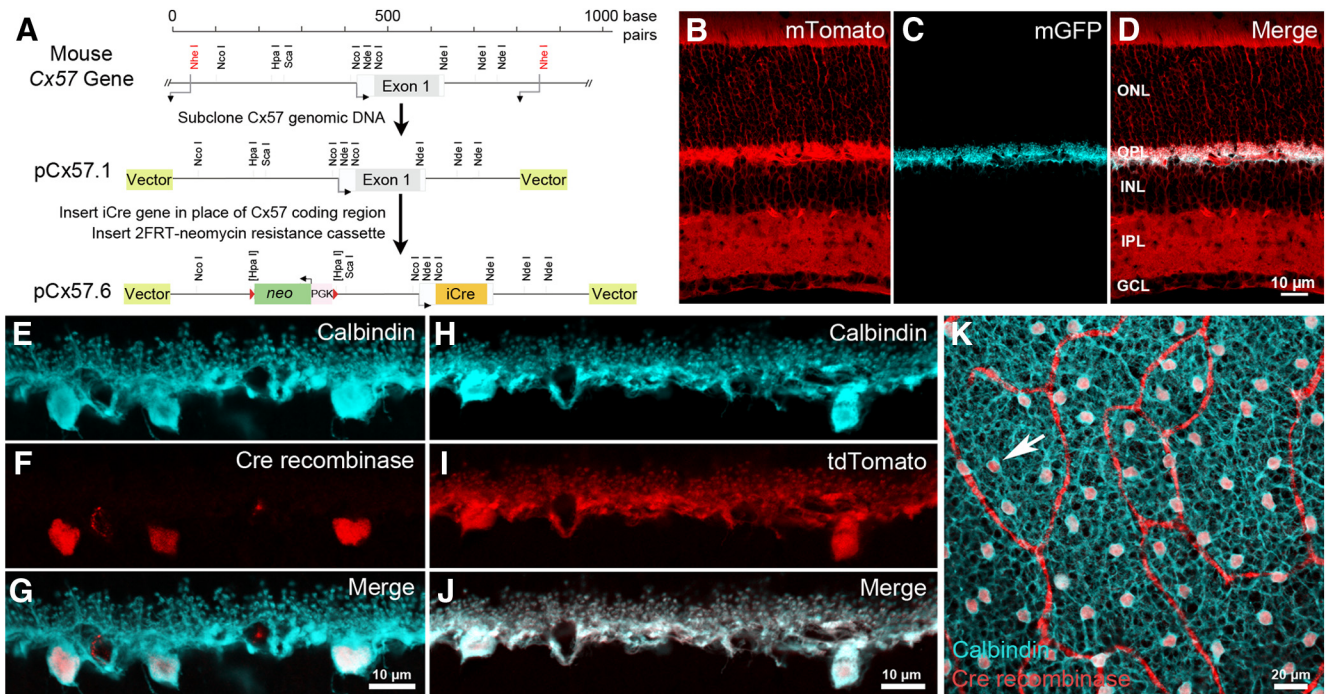 A
0 500 1000 base
pairs
Mouse
Cx57 Gene
Nhe I
Nco I
Hpa I
Sca I
Nco I
Nde I
Nco I
Nde I
Nde I
Nde I
Nhe I
Exon 1
Subclone Cx57 genomic DNA
pCx57.1
Nco I
Hpa I
Sca I
Nco I
Nde I
Nco I
Nde I
Nde I
Nde I
Vector
Exon 1
Vector
Insert iCre gene in place of Cx57 coding region
Insert 2FRT-neomycin resistance cassette
pCx57.6
Nco I
[Hpa I]
[Hpa I]
Sca I
Nco I
Nde I
Nco I
Nde I
Nde I
Nde I
Vector
neo
PGK
iCre
Vector
B mTomato
C mGFP
D Merge
ONL
OPL
INL
IPL
GCL
10 µm
E Calbindin
F Cre recombinase
G Merge
10 µm
H Calbindin
I tdTomato
J Merge
10 µm
K
Calbindin
Cre recombinase
20 µm